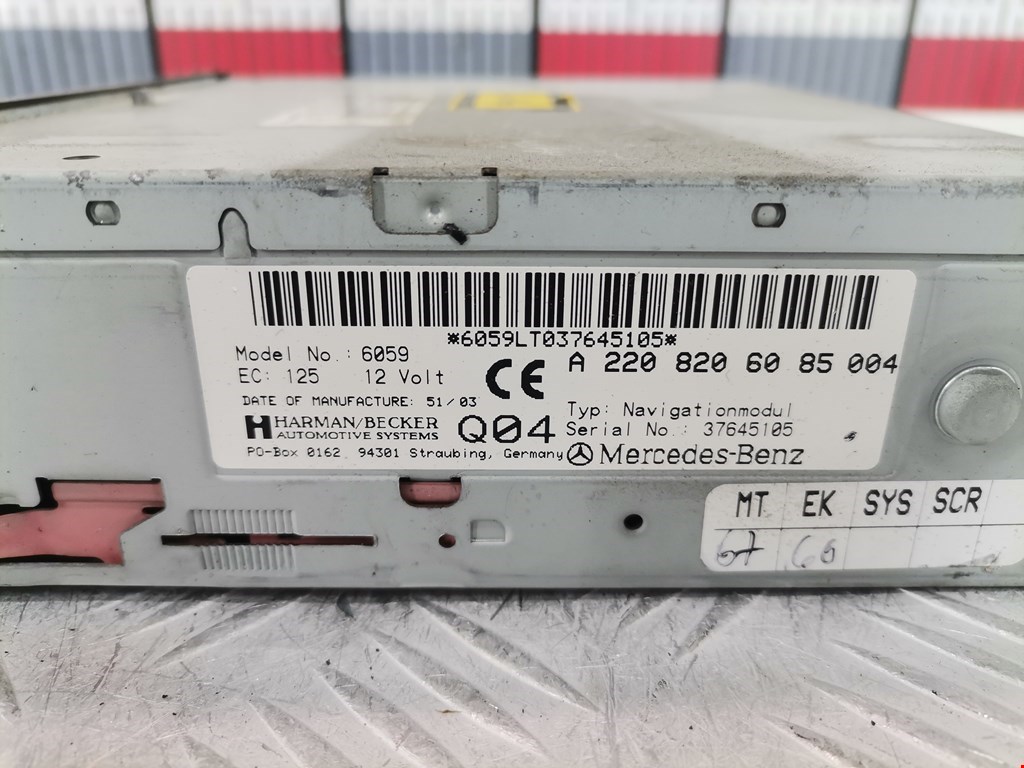 *6059LT037645105*
Model No.: 6059
A 220 820 60 85 004
EC: 125 12 Volt
CE
DATE OF MANUFACTURE: 51/03
Typ: Navigationmodul
HARMAN/BECKER
AUTOMOTIVE SYSTEMS
Q04
Serial No.: 37645105
PO-Box 0162 94301 Straubing, Germany
Mercedes-Benz
MT EK SYS SCR
67 66